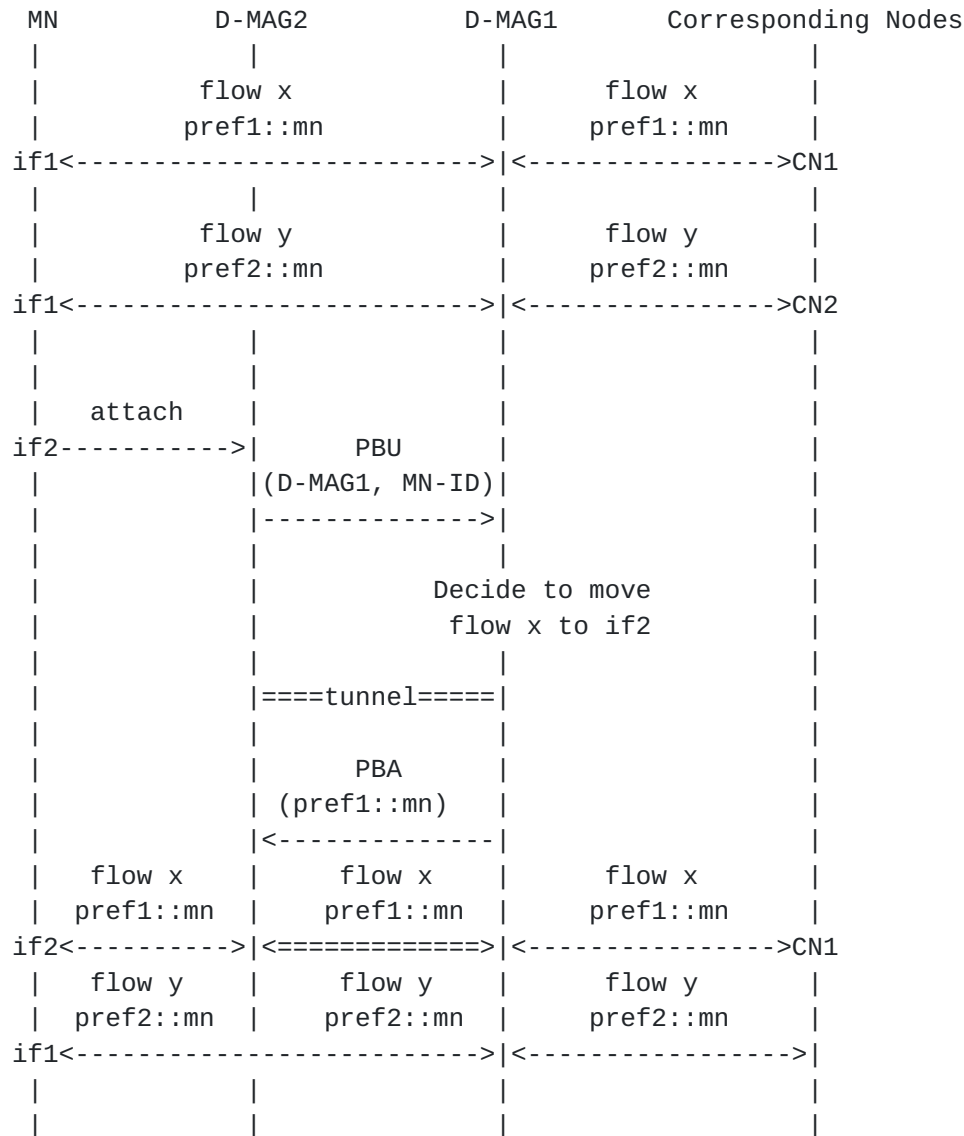 MN D-MAG2 D-MAG1 Corresponding Nodes
| | | |
| flow x | flow x |
| pref1::mn | pref1::mn |
if1<-------------------------->|<---------------->CN1
| | | |
| flow y | flow y |
| pref2::mn | pref2::mn |
if1<-------------------------->|<---------------->CN2
| | | |
| | | |
| attach | | |
if2----------->| PBU | |
| |(D-MAG1, MN-ID)| |
| |-------------->| |
| | | |
| | Decide to move |
| | flow x to if2 |
| | | |
| |====tunnel=====| |
| | | |
| | PBA | |
| | (pref1::mn) | |
| |<--------------| |
| flow x | flow x | flow x |
| pref1::mn | pref1::mn | pref1::mn |
if2<---------->|<=============>|<---------------->CN1
| flow y | flow y | flow y |
| pref2::mn | pref2::mn | pref2::mn |
if1<-------------------------->|<----------------->|
| | | |
| | | |